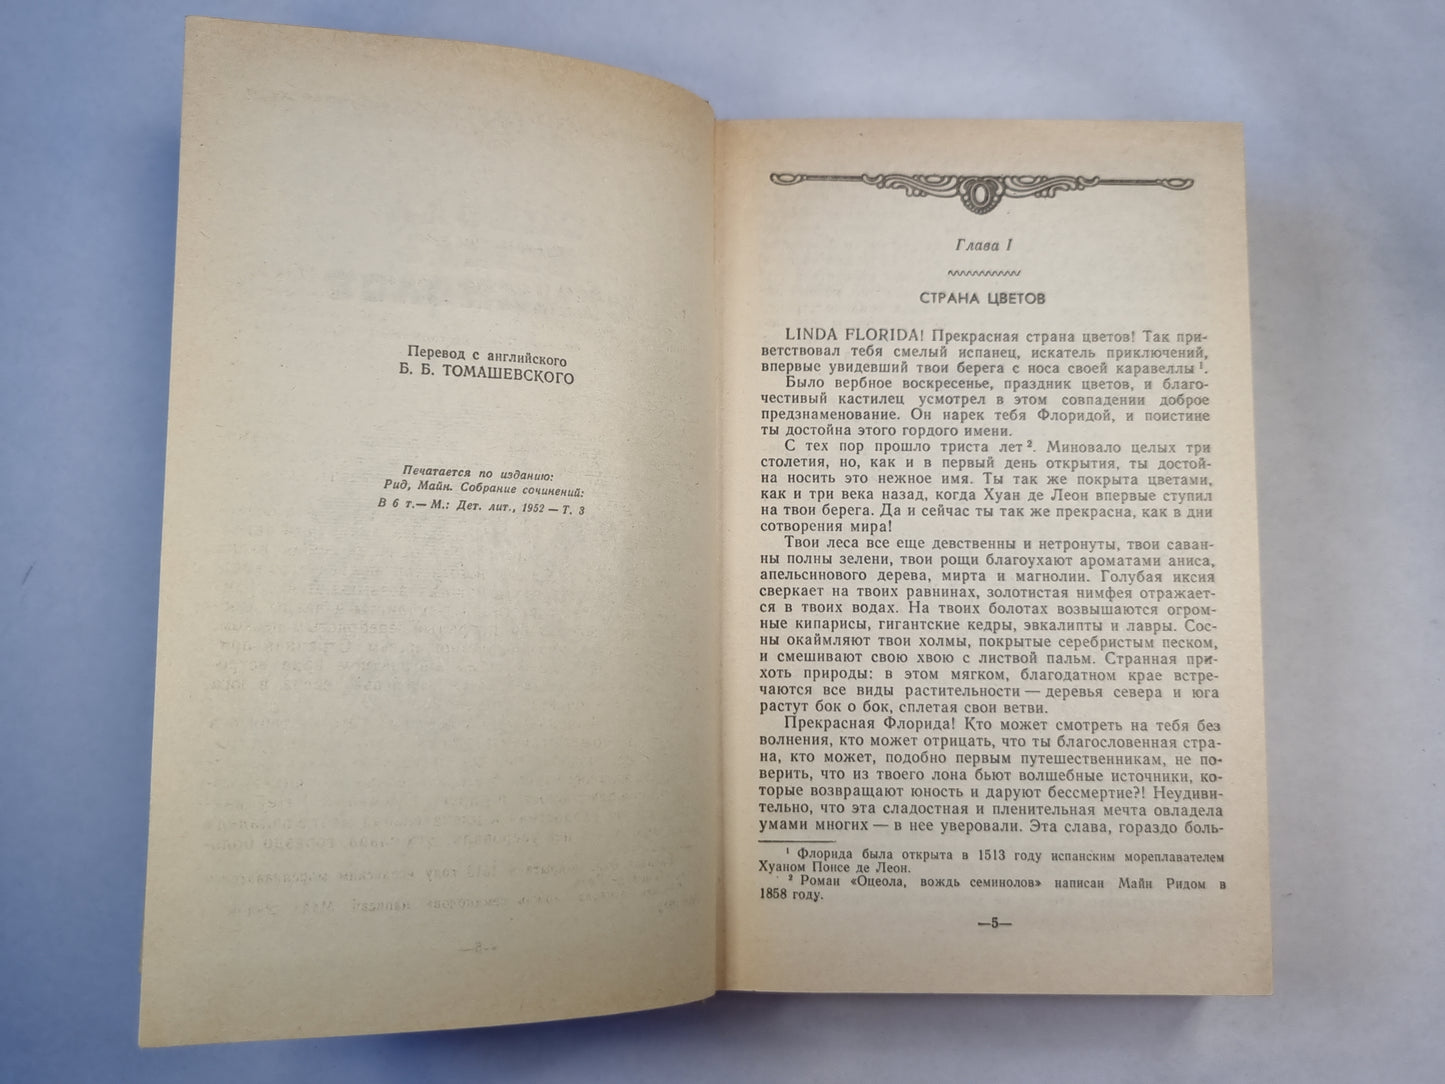 Перевод с английского
Б. Б. ТОМАШЕВСКОГО
Печатается по изданию:
Рид, Майн. Собрание сочинений:
В 6 т.— М.: Дет. лит., 1952 — Т. 3
Глава I
СТРАНА ЦВЕТОВ
LINDA FLORIDA! Прекрасная страна цветов! Так при-
ветствовал тебя смелый испанец, искатель приключений,
впервые увидевший твои берега с носа своей каравеллы ¹.
Было вербное воскресенье, праздник цветов, и благо-
честивый кастилец усмотрел в этом совпадении доброе
предзнаменование. Он нарек тебя Флоридой, и поистине
ты достойна этого гордого имени.
С тех пор прошло триста лет ². Миновало целых три
столетия, но, как и в первый день открытия, ты достой-
на носить это нежное имя. Ты так же покрыта цветами,
как и три века назад, когда Хуан де Леон впервые ступил
на твои берега. Да и сейчас ты так же прекрасна, как в дни
сотворения мира!
Твои леса все еще девственны и нетронуты, твои саван-
ны полны зелени, твои рощи благоухают ароматами аниса,
апельсинового дерева, мирта и магнолии. Голубая иксия
сверкает на твоих равнинах, золотистая нимфея отражает-
ся в твоих водах. На твоих болотах возвышаются огром-
ные кипарисы, гигантские кедры, эвкалипты и лавры. Сос-
ны окаймляют твои холмы, покрытые серебристым песком,
и смешивают свою хвою с листвой пальм. Странная при-
хоть природы: в этом мягком, благодатном крае встре-
чаются все виды растительности — деревья севера и юга
растут бок о бок, сплетая свои ветви.
Прекрасная Флорида! Кто может смотреть на тебя без
волнения, кто может отрицать, что ты благословенная стра-
на, кто может, подобно первым путешественникам, не по-
верить, что из твоего лона бьют волшебные источники, ко-
торые возвращают юность и даруют бессмертие?! Неудиви-
тельно, что эта сладостная и пленительная мечта овладела
умами многих — в нее уверовали. Эта слава, гораздо боль-
¹ Флорида была открыта в 1513 году испанским мореплавателем
Хуаном Понсе де Леон.
² Роман «Оцеола, вождь семинолов» написан Майн Ридом в
1858 году.
—5—